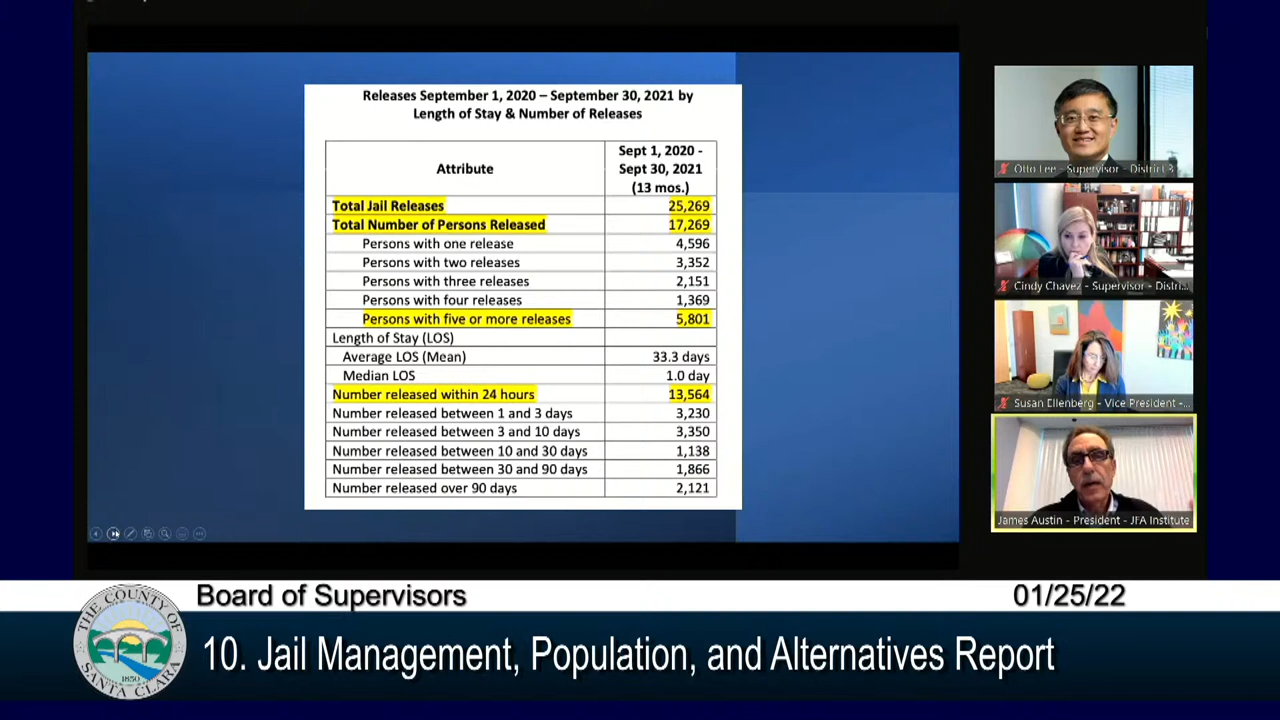 Releases September 1, 2020 – September 30, 2021 by
Length of Stay & Number of Releases
Attribute
Sept 1, 2020 -
Sept 30, 2021
(13 mos.)
Total Jail Releases 25,269
Total Number of Persons Released 17,269
Persons with one release 4,596
Persons with two releases 3,352
Persons with three releases 2,151
Persons with four releases 1,369
Persons with five or more releases 5,801
Length of Stay (LOS)
Average LOS (Mean) 33.3 days
Median LOS 1.0 day
Number released within 24 hours 13,564
Number released between 1 and 3 days 3,230
Number released between 3 and 10 days 3,350
Number released between 10 and 30 days 1,138
Number released between 30 and 90 days 1,866
Number released over 90 days 2,121
Otto Lee - Supervisor - District 3
Cindy Chavez - Supervisor - Distri...
Susan Ellenberg - Vice President -...
James Austin - President - JFA Institute
Board of Supervisors 01/25/22
THE COUNTY OF
SANTA CLARA
1850
10. Jail Management, Population, and Alternatives Report